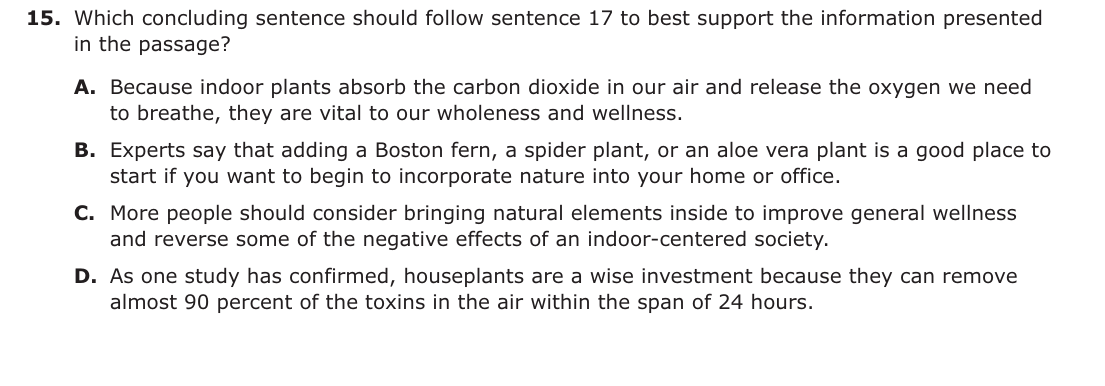 15. Which concluding sentence should follow sentence 17 to best support the information presented
in the passage?
A. Because indoor plants absorb the carbon dioxide in our air and release the oxygen we need
to breathe, they are vital to our wholeness and wellness.
B. Experts say that adding a Boston fern, a spider plant, or an aloe vera plant is a good place to
start if you want to begin to incorporate nature into your home or office.
C. More people should consider bringing natural elements inside to improve general wellness
and reverse some of the negative effects of an indoor-centered society.
D. As one study has confirmed, houseplants are a wise investment because they can remove
almost 90 percent of the toxins in the air within the span of 24 hours.